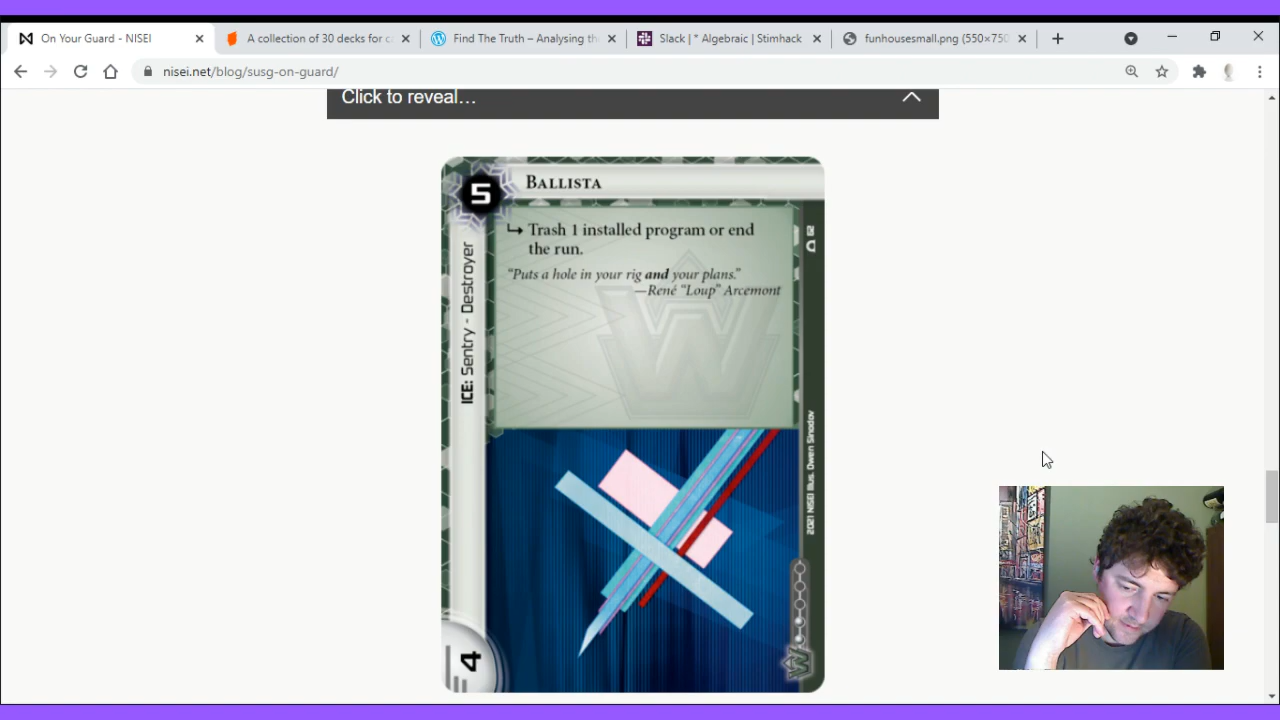 On Your Guard - NISEI
A collection of 30 decks for c
Find The Truth – Analysing th
Slack | * Algebraic | Stimhack
funhousesmall.png (550×750
nisei.net/blog/susg-on-guard/
Click to reveal…
5
BALLISTA
Trash 1 installed program or end
the run.
“Puts a hole in your rig and your plans.”
—René “Loup” Arcemont
ICE: Sentry - Destroyer
4
62
2021 NISEI Illus. Owen Sinodov